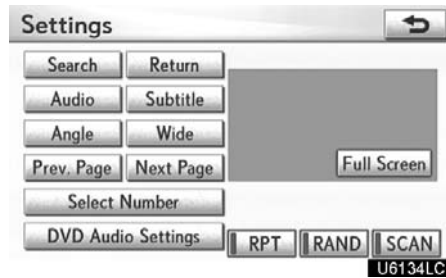 Settings
Search Return
Audio Subtitle
Angle Wide
Prev. Page Next Page Full Screen
Select Number
DVD Audio Settings RPT RAND SCAN
U6134LC